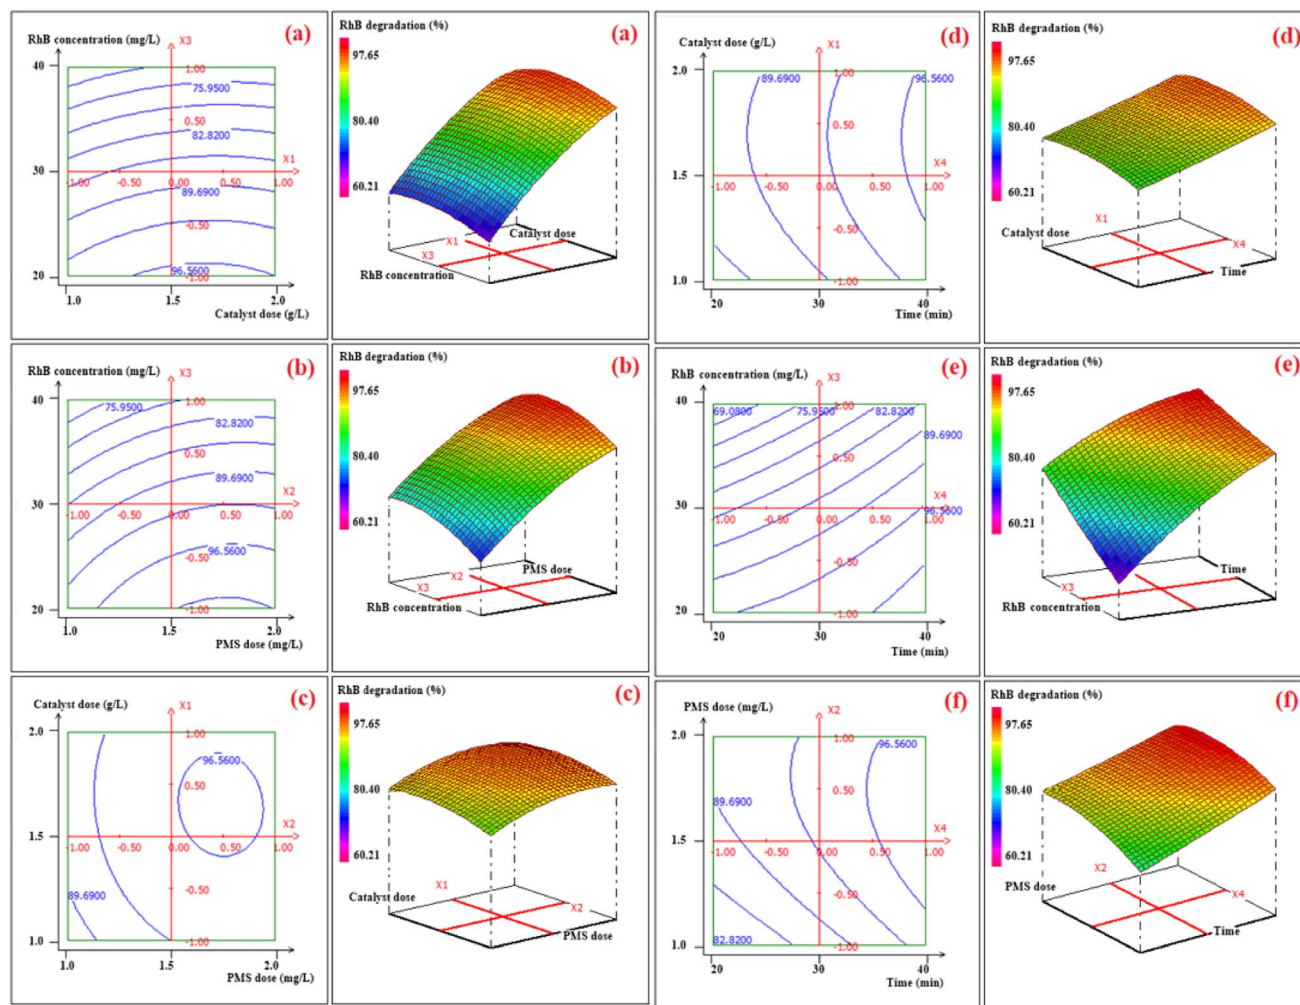 RhB concentration (mg/L)
X3
(a)
40
1.00
75.9500
0.50
82.8200
X1
30
-1.00
-0.50
0.00
0.50
1.00
89.6900
-0.50
96.5600
-1.00
20
1.0
1.5
2.0
Catalyst dose (g/L)
RhB degradation (%)
(a)
97.65
80.40
60.21
X1
Catalyst dose
X3
RhB concentration
Catalyst dose (g/L)
X1
(d)
2.0
89.6900
1.00
96.5600
0.50
X4
1.5
-1.00
-0.50
0.00
0.50
1.00
-0.50
1.0
-1.00
20
30
40
Time (min)
RhB degradation (%)
(d)
97.65
80.40
60.21
X1
Catalyst dose
X4
Time
RhB concentration (mg/L)
X3
(b)
40
75.9500
1.00
82.8200
0.50
89.6900
X2
30
-1.00
-0.50
0.00
0.50
1.00
96.5600
-0.50
20
-1.00
1.0
1.5
2.0
PMS dose (mg/L)
RhB degradation (%)
(b)
97.65
80.40
60.21
PMS dose
X2
X3
RhB concentration
RhB concentration (mg/L)
X3
(e)
40
69.0800
75.9500
1.00
82.8200
89.6900
0.50
X4
30
-1.00
-0.50
0.00
0.50
1.00
96.5600
-0.50
20
-1.00
20
30
40
Time (min)
RhB degradation (%)
(e)
97.65
80.40
60.21
Time
X3
X4
RhB concentration
Catalyst dose (g/L)
X1
(c)
2.0
1.00
96.5600
0.50
X2
1.5
-1.00
-0.50
0.00
0.50
1.00
89.6900
-0.50
1.0
-1.00
1.0
1.5
2.0
PMS dose (mg/L)
RhB degradation (%)
(c)
97.65
80.40
60.21
X1
Catalyst dose
X2
PMS dose
PMS dose (mg/L)
X2
(f)
2.0
1.00
96.5600
89.6900
0.50
X4
1.5
-1.00
-0.50
0.00
0.50
1.00
-0.50
82.8200
1.0
-1.00
20
30
40
Time (min)
RhB degradation (%)
(f)
97.65
80.40
60.21
X2
PMS dose
X4
Time